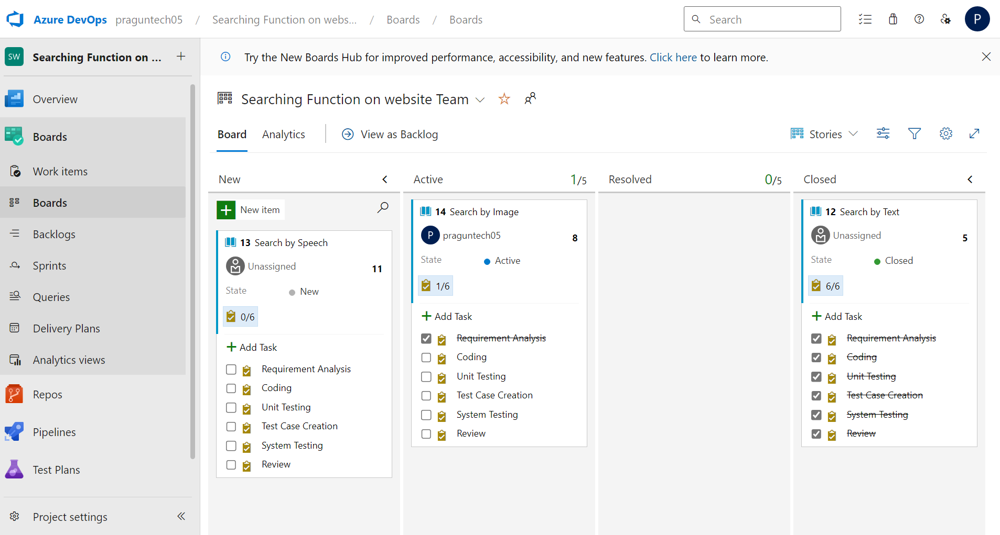 Azure DevOps praguntech05 / Searching Function on webs... / Boards / Boards
Search
P
SW Searching Function on ...
Overview
Boards
Work items
Boards
Backlogs
Sprints
Queries
Delivery Plans
Analytics views
Repos
Pipelines
Test Plans
Project settings
Try the New Boards Hub for improved performance, accessibility, and new features. Click here to learn more.
Searching Function on website Team
Board Analytics View as Backlog
Stories
New
New item
13 Search by Speech
Unassigned 11
State New
0/6
Add Task
Requirement Analysis
Coding
Unit Testing
Test Case Creation
System Testing
Review
Active 1/5
14 Search by Image
P praguntech05 8
State Active
1/6
Add Task
Requirement Analysis
Coding
Unit Testing
Test Case Creation
System Testing
Review
Resolved 0/5
Closed
12 Search by Text
Unassigned 5
State Closed
6/6
Add Task
Requirement Analysis
Coding
Unit Testing
Test Case Creation
System Testing
Review